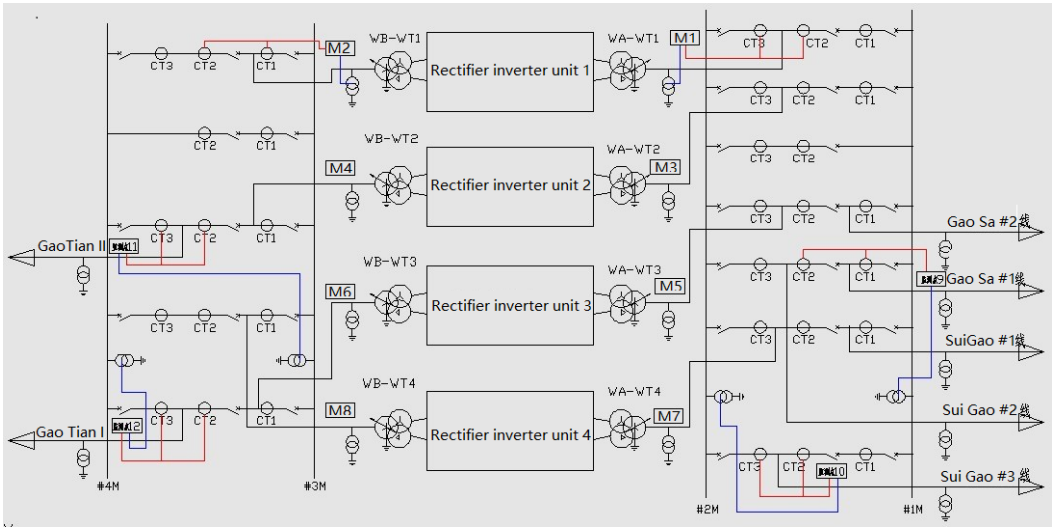 M2
WB-WT1
WA-WT1
M1
CT3
CT2
CT3
CT2
CT1
CT1
Rectifier inverter unit 1
CT3
CT2
CT1
CT2
CT1
WB-WT2
M4
WA-WT2
M3
Rectifier inverter unit 2
CT3
CT2
CT3
CT2
CT1
Gao Sa #2线
CT3
CT2
CT1
GaoTian II
WB-WT3
M6
WA-WT3
M5
Rectifier inverter unit 3
CT3
CT2
CT1
Gao Sa #1线
CT3
CT2
CT1
CT3
CT2
CT1
SuiGao #1线
WB-WT4
M8
WA-WT4
M7
Rectifier inverter unit 4
CT3
CT2
CT1
Gao Tian I
Sui Gao #2线
CT3
CT2
CT1
Sui Gao #3线
#4M
#3M
#2M
#1M